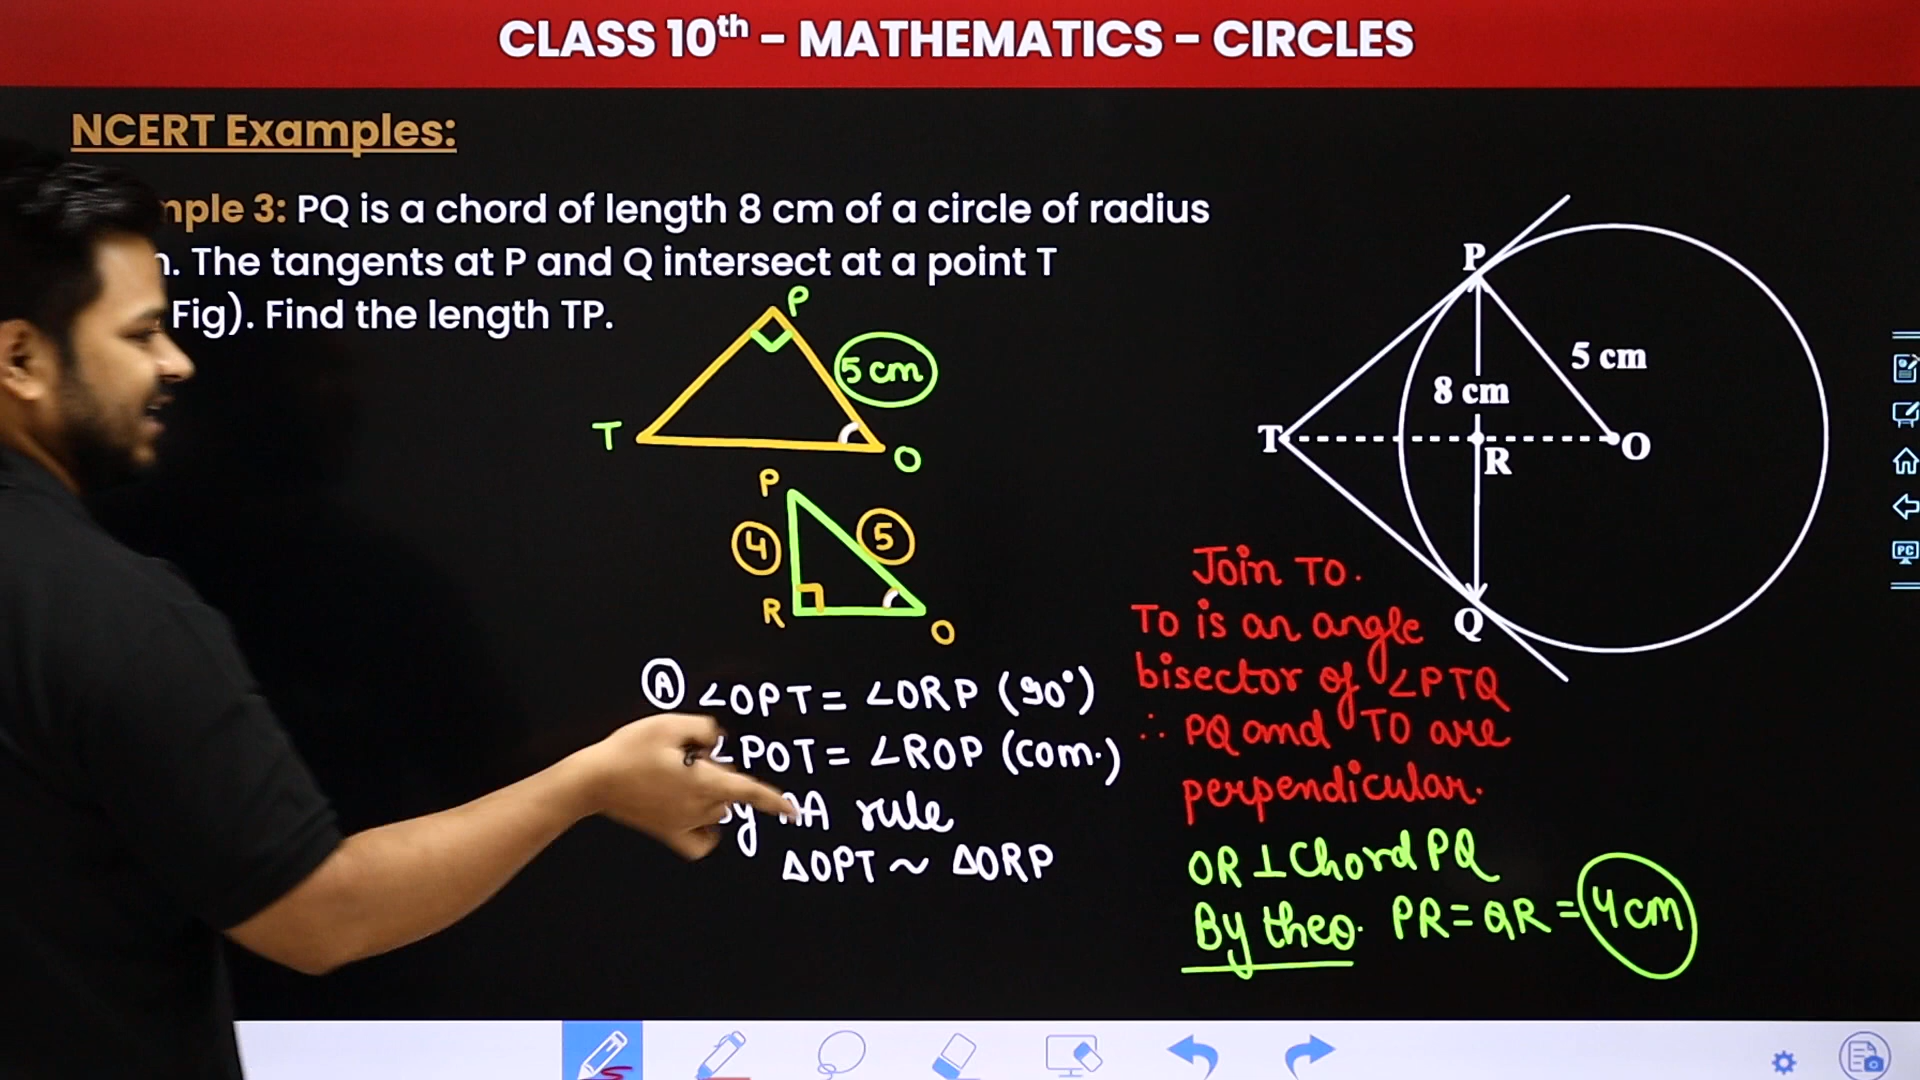 CLASS 10th - MATHEMATICS - CIRCLES
NCERT Examples:
mple 3: PQ is a chord of length 8 cm of a circle of radius
. The tangents at P and Q intersect at a point T
Fig). Find the length TP.
P
5 cm
T
O
P
4
5
R
O
A ∠OPT = ∠ORP (90°)
∠POT = ∠ROP (com.)
By AA rule
ΔOPT ~ ΔORP
P
5 cm
8 cm
T
R
O
Q
Join TO.
TO is an angle
bisector of ∠PTQ
∴ PQ and TO are
perpendicular.
OR ⊥ Chord PQ
By theo. PR = QR = 4 cm
PC